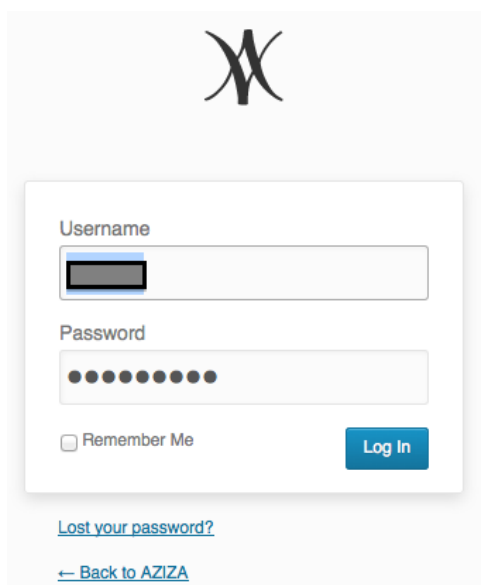 Username
Password
Remember Me
Log In
Lost your password?
← Back to AZIZA